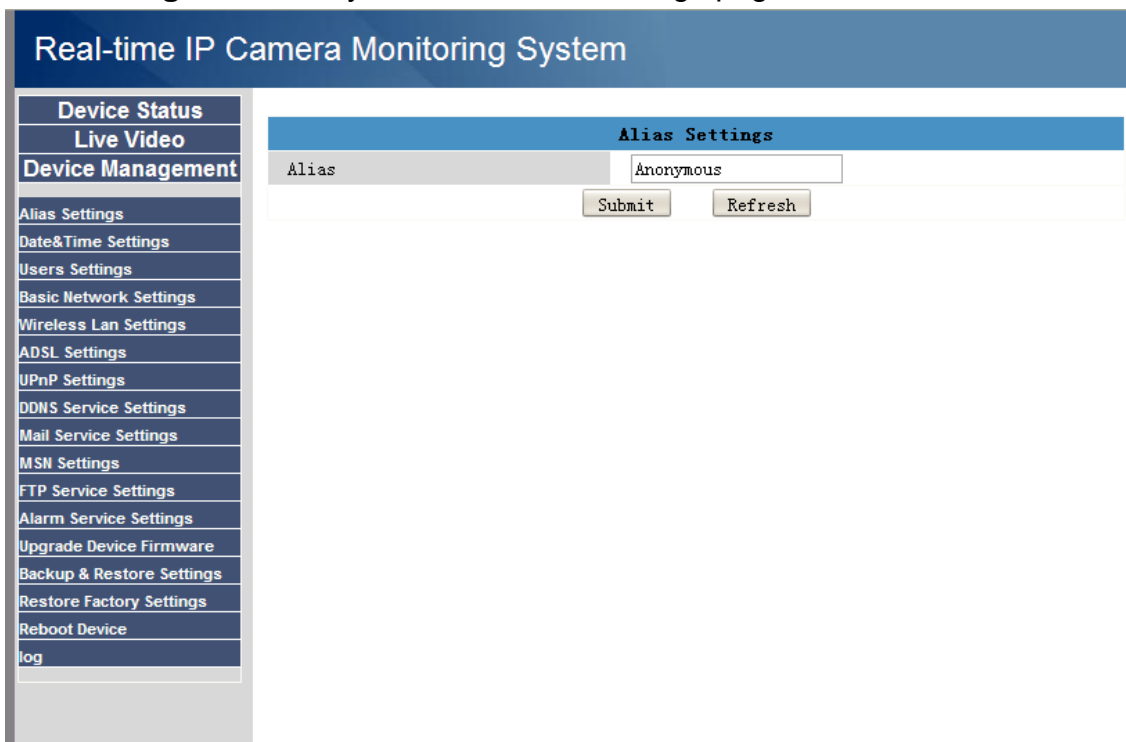 Real-time IP Camera Monitoring System
Device Status
Live Video
Device Management
Alias Settings
Date&Time Settings
Users Settings
Basic Network Settings
Wireless Lan Settings
ADSL Settings
UPnP Settings
DDNS Service Settings
Mail Service Settings
MSN Settings
FTP Service Settings
Alarm Service Settings
Upgrade Device Firmware
Backup & Restore Settings
Restore Factory Settings
Reboot Device
log
Alias Settings
Alias Anonymous
Submit Refresh